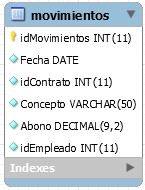 movimientos
idMovimientos INT(11)
Fecha DATE
idContrato INT(11)
Concepto VARCHAR(50)
Abono DECIMAL(9,2)
idEmpleado INT(11)
Indexes